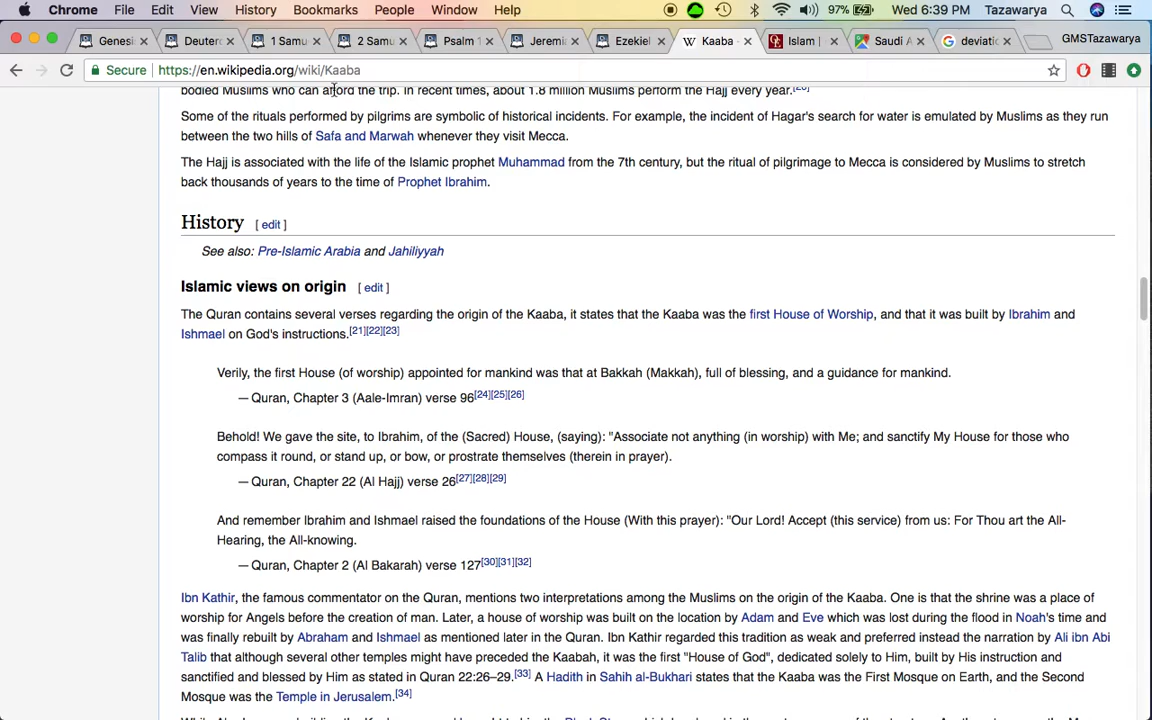 Chrome File Edit View History Bookmarks People Window Help 97% Wed 6:39 PM Tazawarya
Genesi Deutero 1 Samu 2 Samu Psalm 1 Jeremi Ezekiel Kaaba - Islam | Saudi A deviatio GMSTazawarya
Secure https://en.wikipedia.org/wiki/Kaaba
bodied Muslims who can afford the trip. In recent times, about 1.8 million Muslims perform the Hajj every year.[20]
Some of the rituals performed by pilgrims are symbolic of historical incidents. For example, the incident of Hagar's search for water is emulated by Muslims as they run
between the two hills of Safa and Marwah whenever they visit Mecca.
The Hajj is associated with the life of the Islamic prophet Muhammad from the 7th century, but the ritual of pilgrimage to Mecca is considered by Muslims to stretch
back thousands of years to the time of Prophet Ibrahim.
History [ edit ]
See also: Pre-Islamic Arabia and Jahiliyyah
Islamic views on origin [ edit ]
The Quran contains several verses regarding the origin of the Kaaba, it states that the Kaaba was the first House of Worship, and that it was built by Ibrahim and
Ishmael on God's instructions.[21][22][23]
Verily, the first House (of worship) appointed for mankind was that at Bakkah (Makkah), full of blessing, and a guidance for mankind.
— Quran, Chapter 3 (Aale-Imran) verse 96[24][25][26]
Behold! We gave the site, to Ibrahim, of the (Sacred) House, (saying): "Associate not anything (in worship) with Me; and sanctify My House for those who
compass it round, or stand up, or bow, or prostrate themselves (therein in prayer).
— Quran, Chapter 22 (Al Hajj) verse 26[27][28][29]
And remember Ibrahim and Ishmael raised the foundations of the House (With this prayer): "Our Lord! Accept (this service) from us: For Thou art the All-
Hearing, the All-knowing.
— Quran, Chapter 2 (Al Bakarah) verse 127[30][31][32]
Ibn Kathir, the famous commentator on the Quran, mentions two interpretations among the Muslims on the origin of the Kaaba. One is that the shrine was a place of
worship for Angels before the creation of man. Later, a house of worship was built on the location by Adam and Eve which was lost during the flood in Noah's time and
was finally rebuilt by Abraham and Ishmael as mentioned later in the Quran. Ibn Kathir regarded this tradition as weak and preferred instead the narration by Ali ibn Abi
Talib that although several other temples might have preceded the Kaabah, it was the first "House of God", dedicated solely to Him, built by His instruction and
sanctified and blessed by Him as stated in Quran 22:26–29.[33] A Hadith in Sahih al-Bukhari states that the Kaaba was the First Mosque on Earth, and the Second
Mosque was the Temple in Jerusalem.[34]